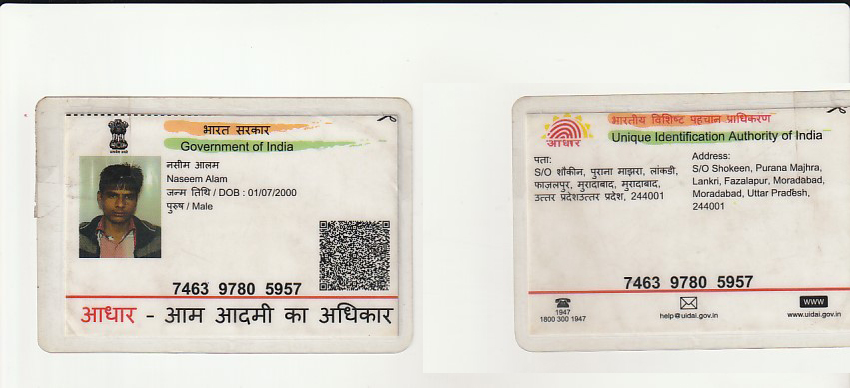 भारत सरकार
Government of India
नसीम आलम
Naseem Alam
जन्म तिथि / DOB : 01/07/2000
पुरुष / Male
7463 9780 5957
आधार - आम आदमी का अधिकार
भारतीय विशिष्ट पहचान प्राधिकरण
Unique Identification Authority of India
आधार
पता:
S/O शौकीन, पुराना माझरा, लांकडी,
फाज़लपुर, मुरादाबाद, मुरादाबाद,
उत्तर प्रदेशउत्तर प्रदेश, 244001
Address:
S/O Shokeen, Purana Majhra,
Lankri, Fazalapur, Moradabad,
Moradabad, Uttar Pradesh,
244001
7463 9780 5957
1947
1800 300 1947
help@uidai.gov.in
www
www.uidai.gov.in